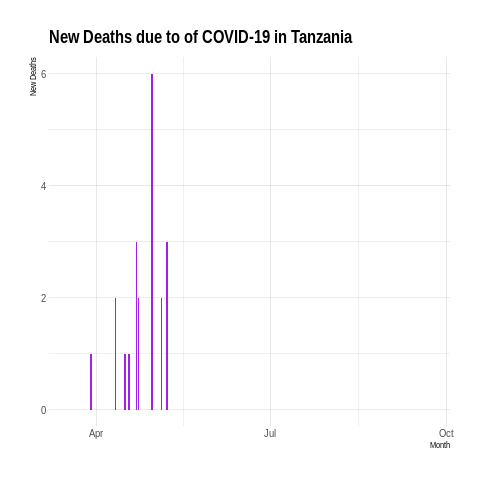 New Deaths due to of COVID-19 in Tanzania
New Deaths
6
4
2
0
Apr Jul Oct
Month